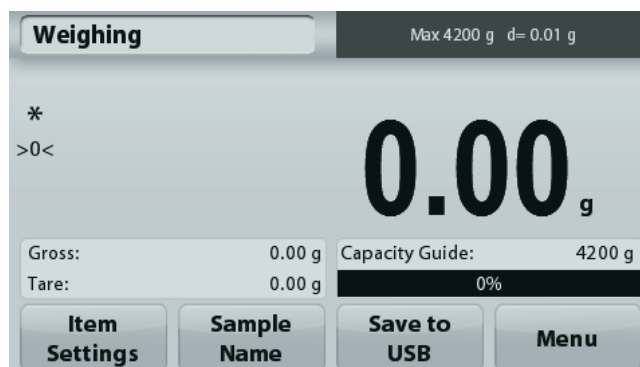 Weighing
Max 4200 g d= 0.01 g
*
>0<
0.00 g
Gross: 0.00 g
Tare: 0.00 g
Capacity Guide: 4200 g
0%
Item Settings
Sample Name
Save to USB
Menu